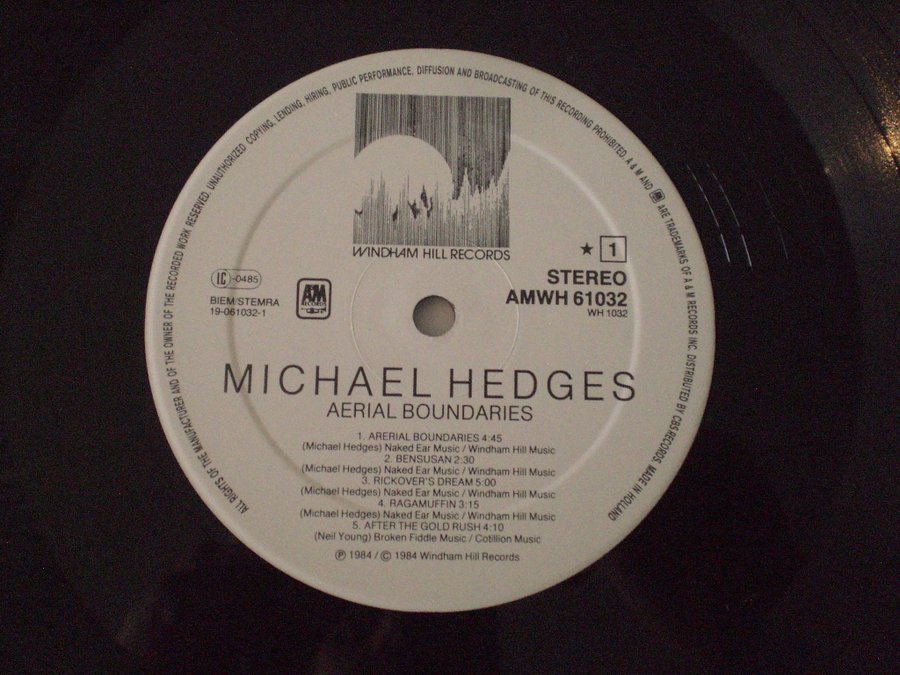 WINDHAM HILL RECORDS
★ 1
STEREO
AMWH 61032
WH 1032
IC -0485
BIEM/STEMRA
19-061032-1
A&M
RECORDS
MICHAEL HEDGES
AERIAL BOUNDARIES
1. ARERIAL BOUNDARIES 4:45
(Michael Hedges) Naked Ear Music / Windham Hill Music
2. BENSUSAN 2:30
(Michael Hedges) Naked Ear Music / Windham Hill Music
3. RICKOVER'S DREAM 5:00
(Michael Hedges) Naked Ear Music / Windham Hill Music
4. RAGAMUFFIN 3:15
(Michael Hedges) Naked Ear Music / Windham Hill Music
5. AFTER THE GOLD RUSH 4:10
(Neil Young) Broken Fiddle Music / Cotillion Music
℗ 1984 / © 1984 Windham Hill Records
ALL RIGHTS OF THE MANUFACTURER AND OF THE OWNER OF THE RECORDED WORK RESERVED. UNAUTHORIZED COPYING, LENDING, HIRING, PUBLIC PERFORMANCE, DIFFUSION AND BROADCASTING OF THIS RECORDING PROHIBITED. A & M AND A&M ARE TRADEMARKS OF A & M RECORDS INC. DISTRIBUTED BY CBS RECORDS. MADE IN HOLLAND